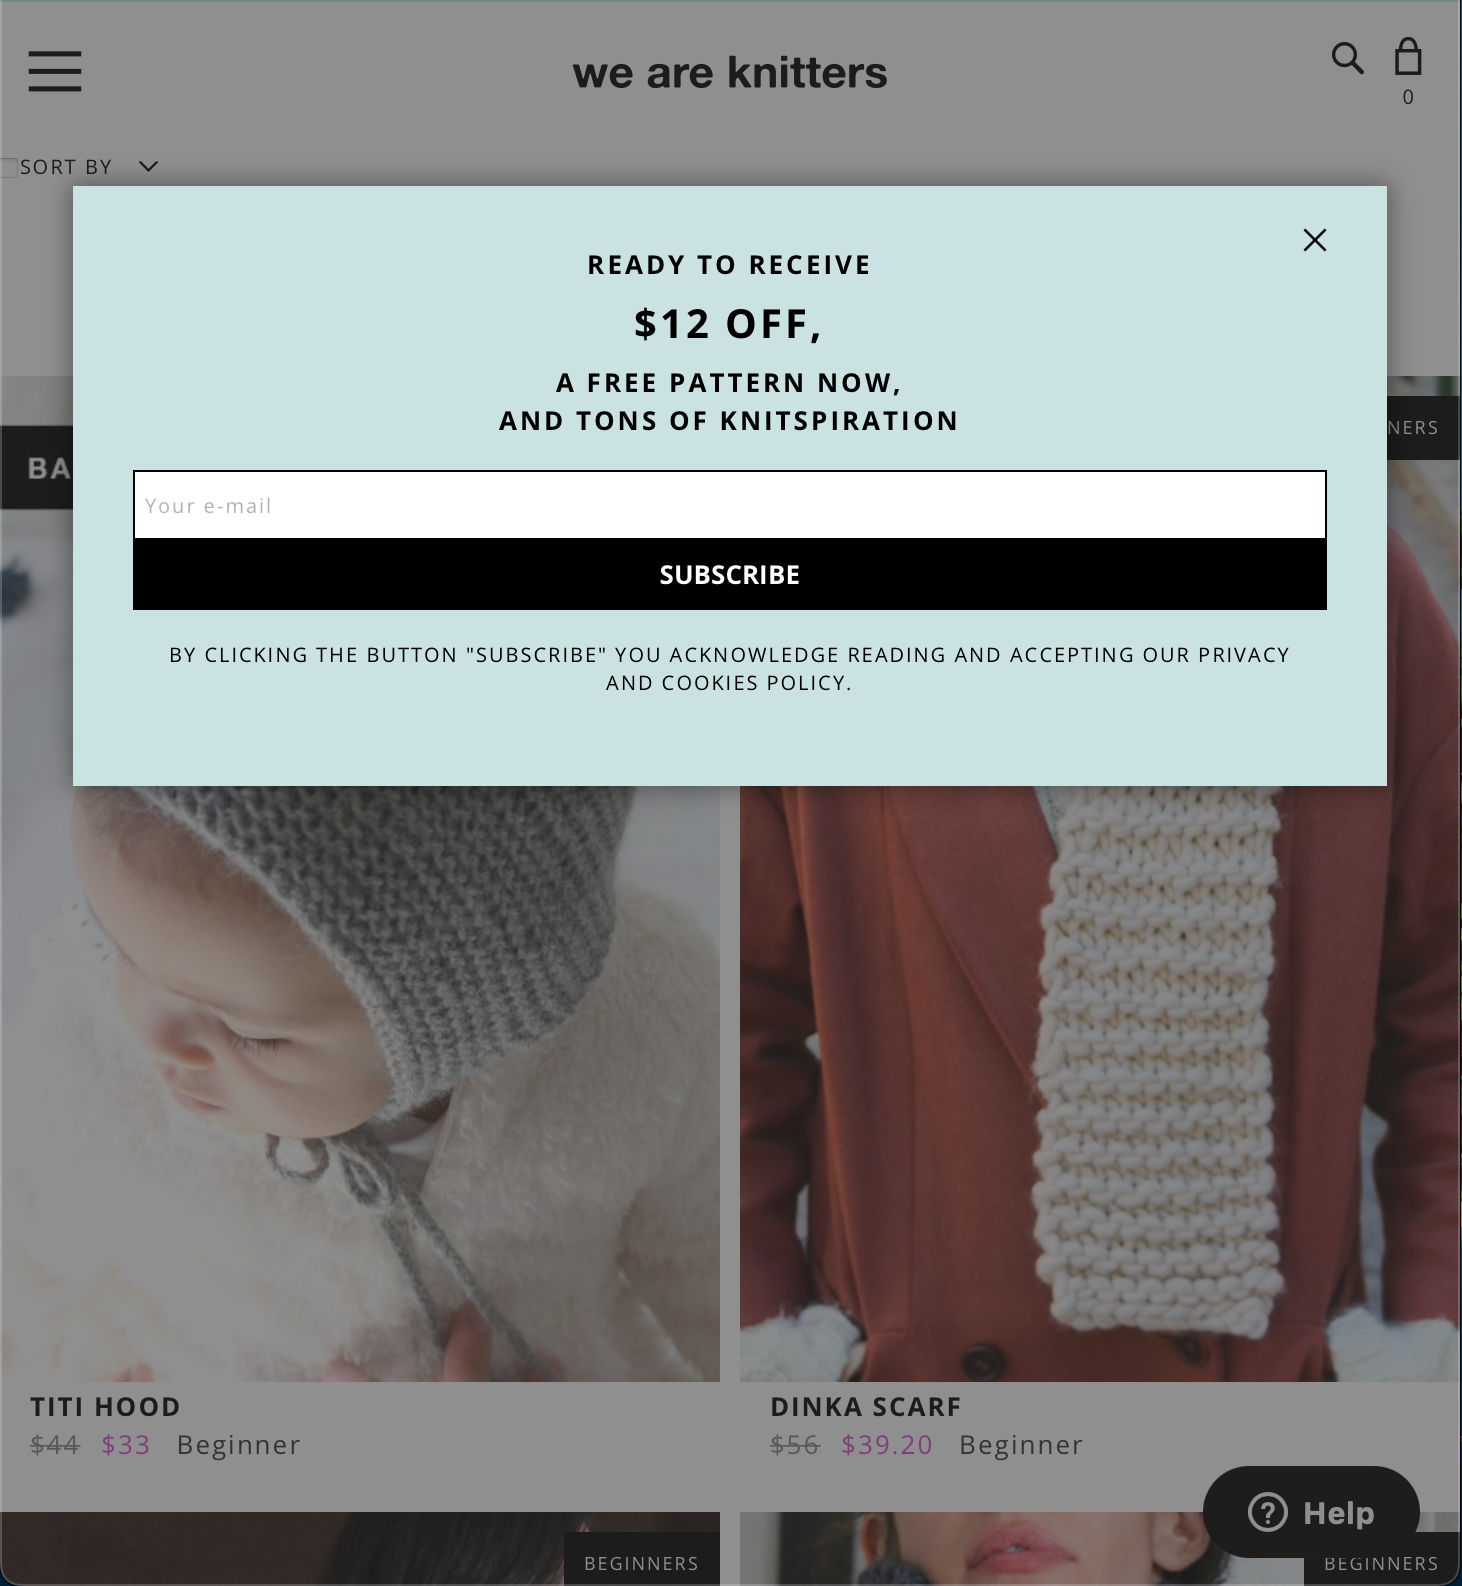 we are knitters
0
SORT BY
READY TO RECEIVE
$12 OFF,
A FREE PATTERN NOW,
AND TONS OF KNITSPIRATION
Your e-mail
SUBSCRIBE
BY CLICKING THE BUTTON "SUBSCRIBE" YOU ACKNOWLEDGE READING AND ACCEPTING OUR PRIVACY
AND COOKIES POLICY.
BA
NERS
TITI HOOD
$44 $33 Beginner
DINKA SCARF
$56 $39.20 Beginner
Help
BEGINNERS
BEGINNERS